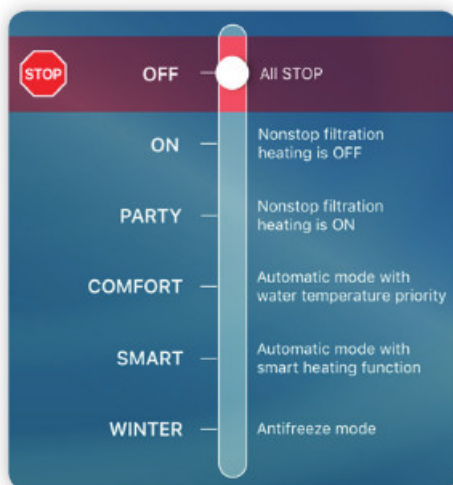 STOP OFF All STOP
ON Nonstop filtration
heating is OFF
PARTY Nonstop filtration
heating is ON
COMFORT Automatic mode with
water temperature priority
SMART Automatic mode with
smart heating function
WINTER Antifreeze mode